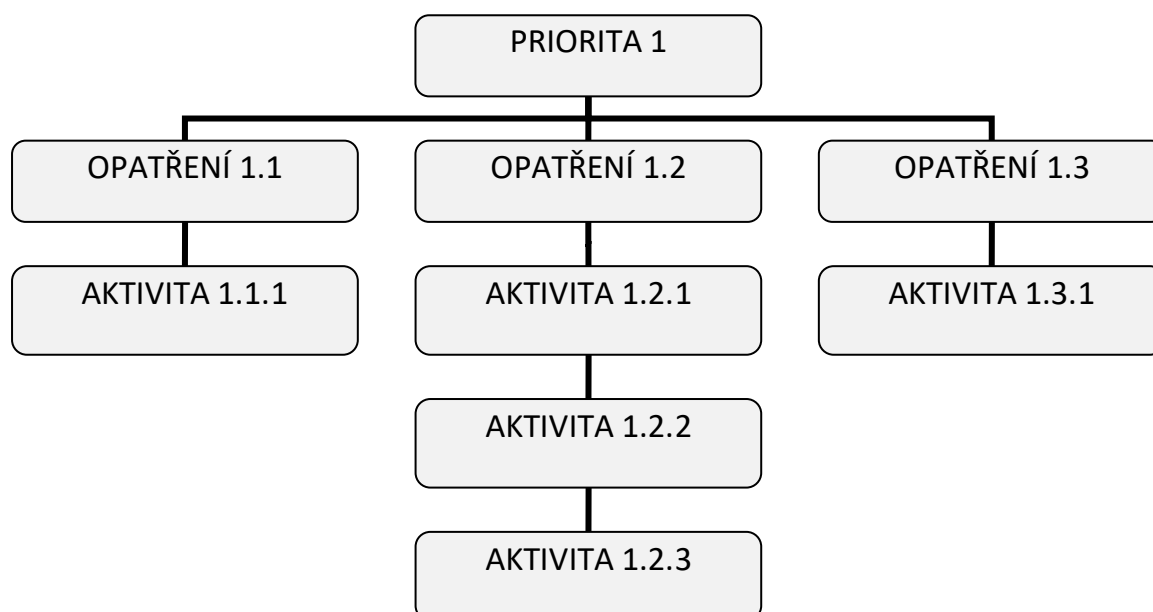 PRIORITA 1
OPATŘENÍ 1.1
OPATŘENÍ 1.2
OPATŘENÍ 1.3
AKTIVITA 1.1.1
AKTIVITA 1.2.1
AKTIVITA 1.3.1
AKTIVITA 1.2.2
AKTIVITA 1.2.3